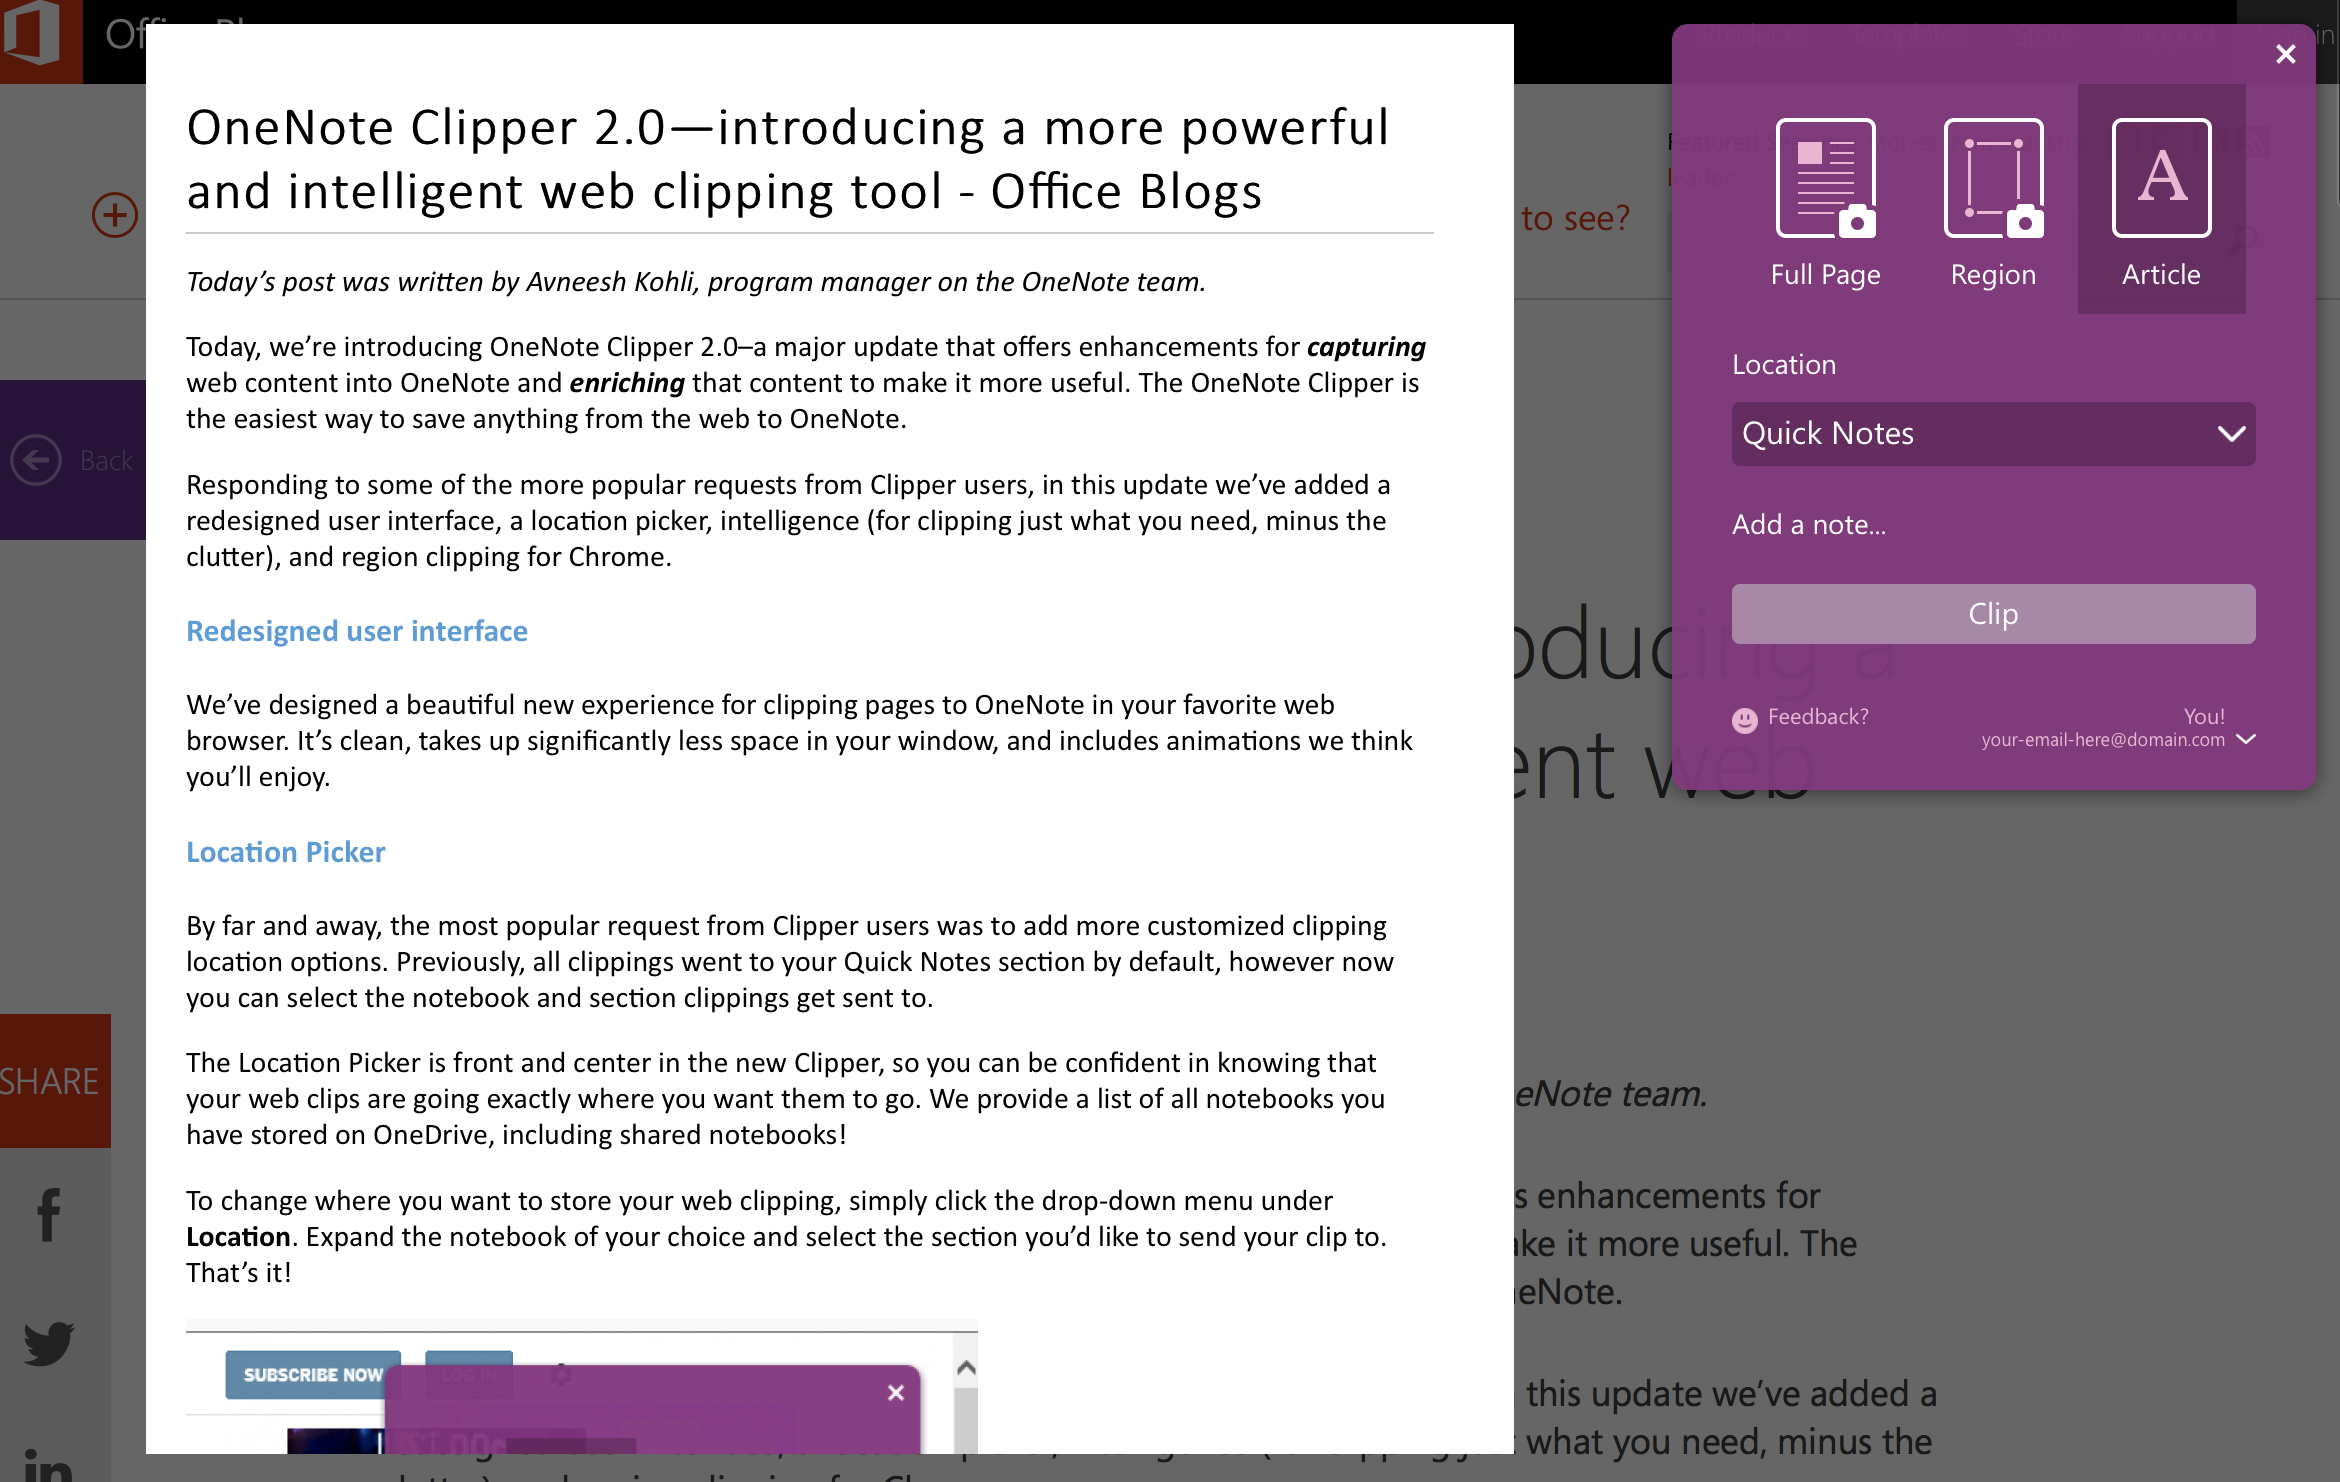 OneNote Clipper 2.0—introducing a more powerful
and intelligent web clipping tool - Office Blogs
Today’s post was written by Avneesh Kohli, program manager on the OneNote team.
Today, we’re introducing OneNote Clipper 2.0–a major update that offers enhancements for capturing
web content into OneNote and enriching that content to make it more useful. The OneNote Clipper is
the easiest way to save anything from the web to OneNote.
Responding to some of the more popular requests from Clipper users, in this update we’ve added a
redesigned user interface, a location picker, intelligence (for clipping just what you need, minus the
clutter), and region clipping for Chrome.
Redesigned user interface
We’ve designed a beautiful new experience for clipping pages to OneNote in your favorite web
browser. It’s clean, takes up significantly less space in your window, and includes animations we think
you’ll enjoy.
Location Picker
By far and away, the most popular request from Clipper users was to add more customized clipping
location options. Previously, all clippings went to your Quick Notes section by default, however now
you can select the notebook and section clippings get sent to.
The Location Picker is front and center in the new Clipper, so you can be confident in knowing that
your web clips are going exactly where you want them to go. We provide a list of all notebooks you
have stored on OneDrive, including shared notebooks!
To change where you want to store your web clipping, simply click the drop-down menu under
Location. Expand the notebook of your choice and select the section you’d like to send your clip to.
That’s it!
SUBSCRIBE NOW
LOG IN
Back
SHARE
Products Templates Store Support
Featured
leaders
to see?
Full Page
Region
Article
A
Location
Quick Notes
Add a note...
Clip
Feedback?
You!
your-email-here@domain.com
web
team.
s enhancements for
it more useful. The
this update we’ve added a
what you need, minus the